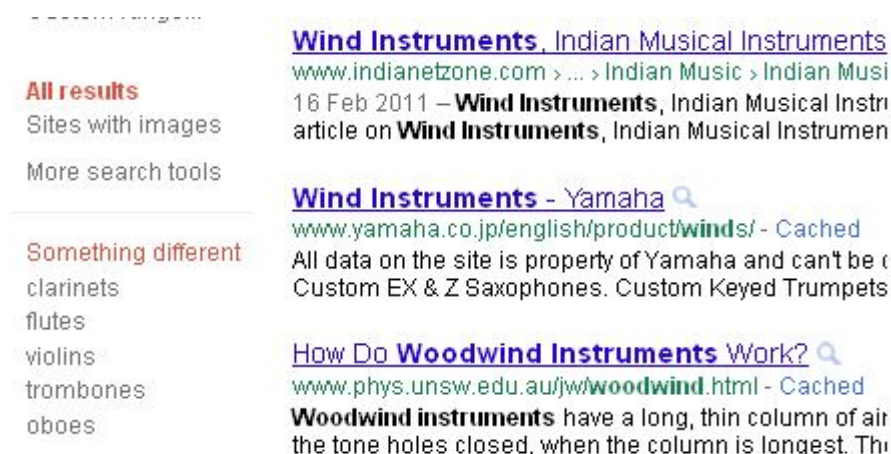 All results
Sites with images
More search tools
Something different
clarinets
flutes
violins
trombones
oboes
Wind Instruments, Indian Musical Instruments
www.indianetzone.com › ... › Indian Music › Indian Musi
16 Feb 2011 – Wind Instruments, Indian Musical Instr
article on Wind Instruments, Indian Musical Instrumen
Wind Instruments - Yamaha
www.yamaha.co.jp/english/product/winds/ - Cached
All data on the site is property of Yamaha and can't be
Custom EX & Z Saxophones. Custom Keyed Trumpets
How Do Woodwind Instruments Work?
www.phys.unsw.edu.au/jw/woodwind.html - Cached
Woodwind instruments have a long, thin column of air
the tone holes closed, when the column is longest. Thi